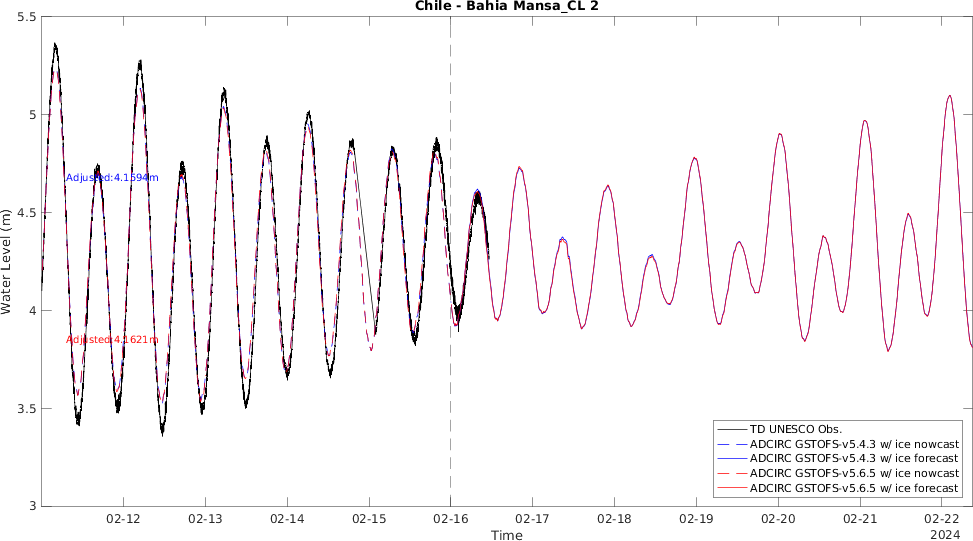 Chile - Bahia Mansa_CL 2
5.5
5
4.5
4
3.5
3
Water Level (m)
Adjusted:4.1594m
Adjusted:4.1621m
TD UNESCO Obs.
ADCIRC GSTOFS-v5.4.3 w/ ice nowcast
ADCIRC GSTOFS-v5.4.3 w/ ice forecast
ADCIRC GSTOFS-v5.6.5 w/ ice nowcast
ADCIRC GSTOFS-v5.6.5 w/ ice forecast
02-12 02-13 02-14 02-15 02-16 02-17 02-18 02-19 02-20 02-21 02-22
Time
2024